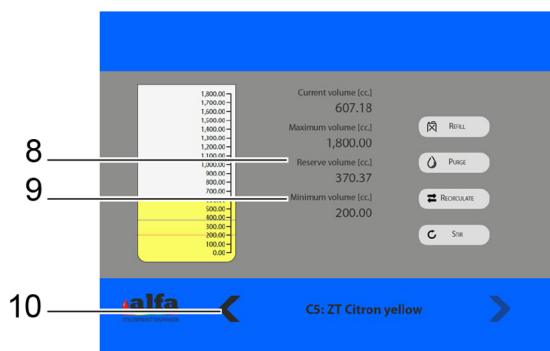 1,800.00
1,700.00
1,600.00
1,500.00
1,400.00
1,300.00
1,200.00
1,100.00
1,000.00
900.00
800.00
700.00
500.00
400.00
300.00
200.00
100.00
0.00
Current volume [cc.]
607.18
Maximum volume [cc.]
1,800.00
Reserve volume [cc.]
370.37
Minimum volume [cc.]
200.00
Refill
Purge
Recirculate
Stir
8
9
10
alfa
C5: ZT Citron yellow